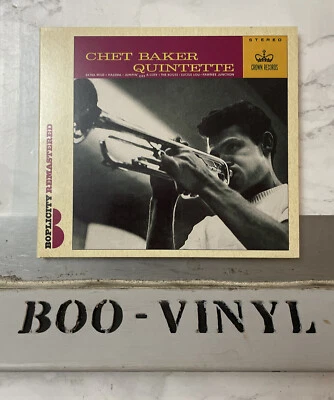 CHET BAKER
QUINTETTE
STEREO
CROWN RECORDS
BOPLICITY REMASTERED
BOO-VINYL